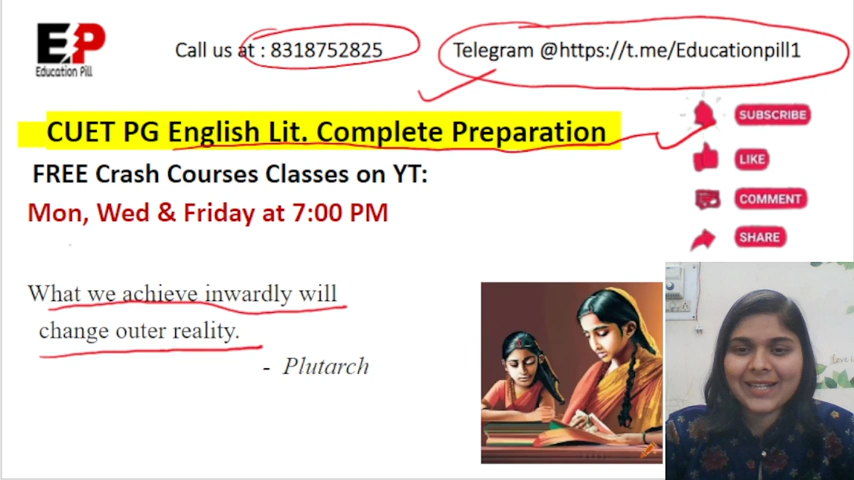 EP
Education Pill
Call us at : 8318752825
Telegram @https://t.me/Educationpill1
CUET PG English Lit. Complete Preparation
SUBSCRIBE
FREE Crash Courses Classes on YT:
LIKE
Mon, Wed & Friday at 7:00 PM
COMMENT
SHARE
What we achieve inwardly will
change outer reality.
- Plutarch